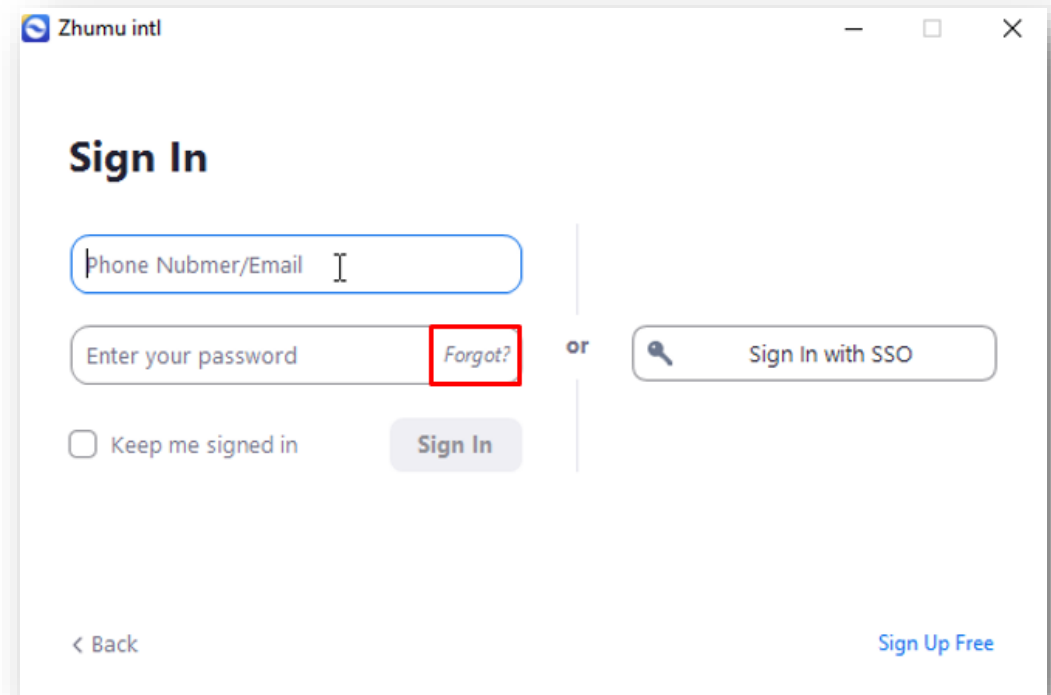 Zhumu intl
Sign In
Phone Nubmer/Email
Enter your password Forgot?
or
Sign In with SSO
Keep me signed in Sign In
< Back
Sign Up Free